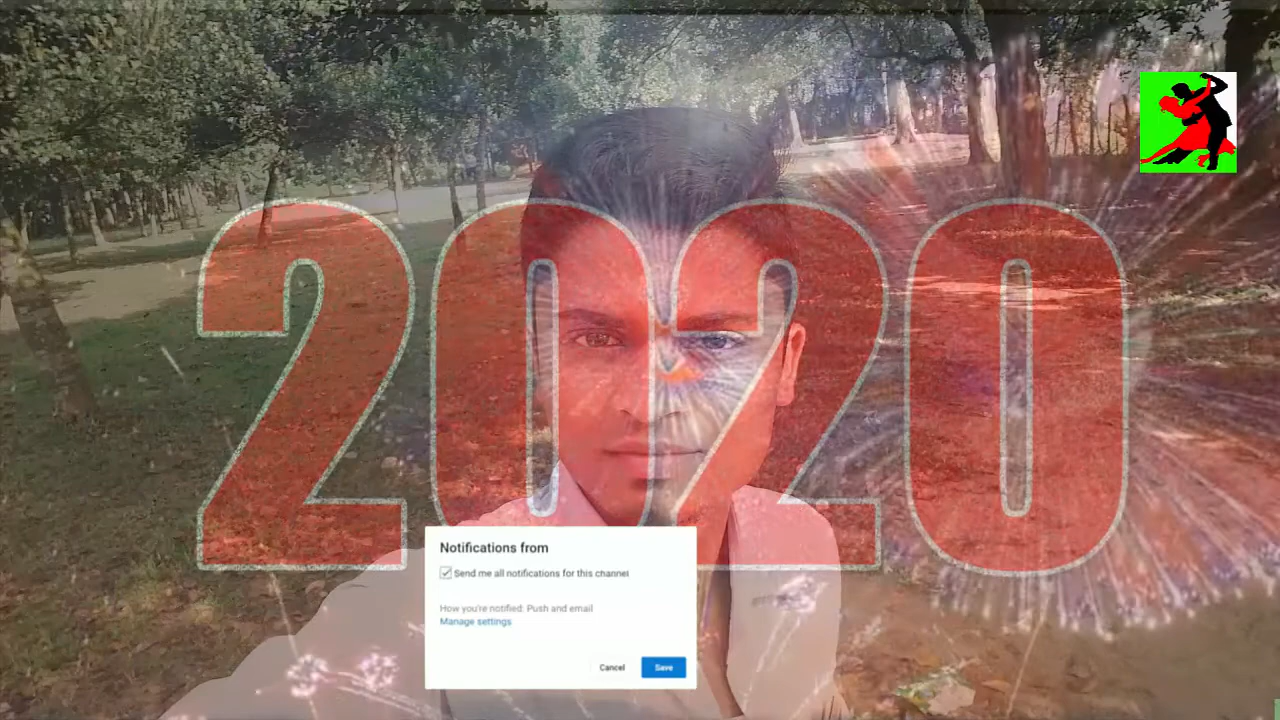 2020
Notifications from
Send me all notifications for this channel
How you're notified: Push and email
Manage settings
Cancel Save